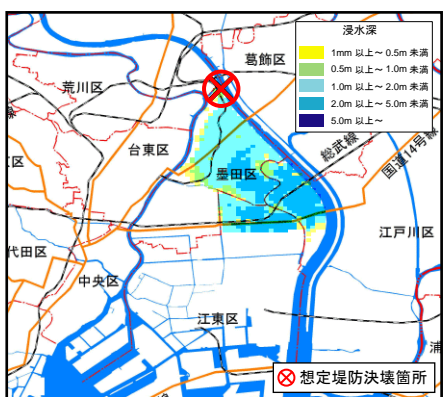 浸水深
1mm 以上~ 0.5m 未満
0.5m 以上~ 1.0m 未満
1.0m 以上~ 2.0m 未満
2.0m 以上~ 5.0m 未満
5.0m 以上~
葛飾区
荒川区
台東区
総武線
国道14号線
墨田区
江戸川区
代田区
中央区
江東区
浦
想定堤防決壊箇所